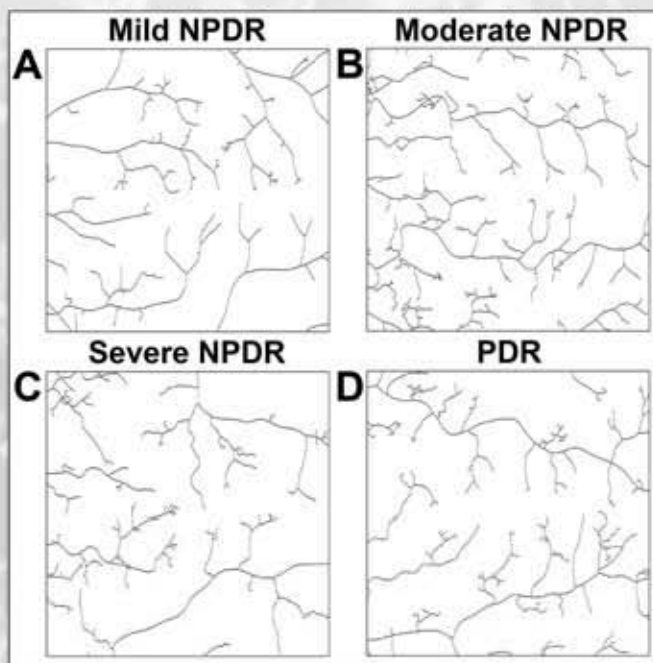 Mild NPDR
Moderate NPDR
A
B
Severe NPDR
PDR
C
D